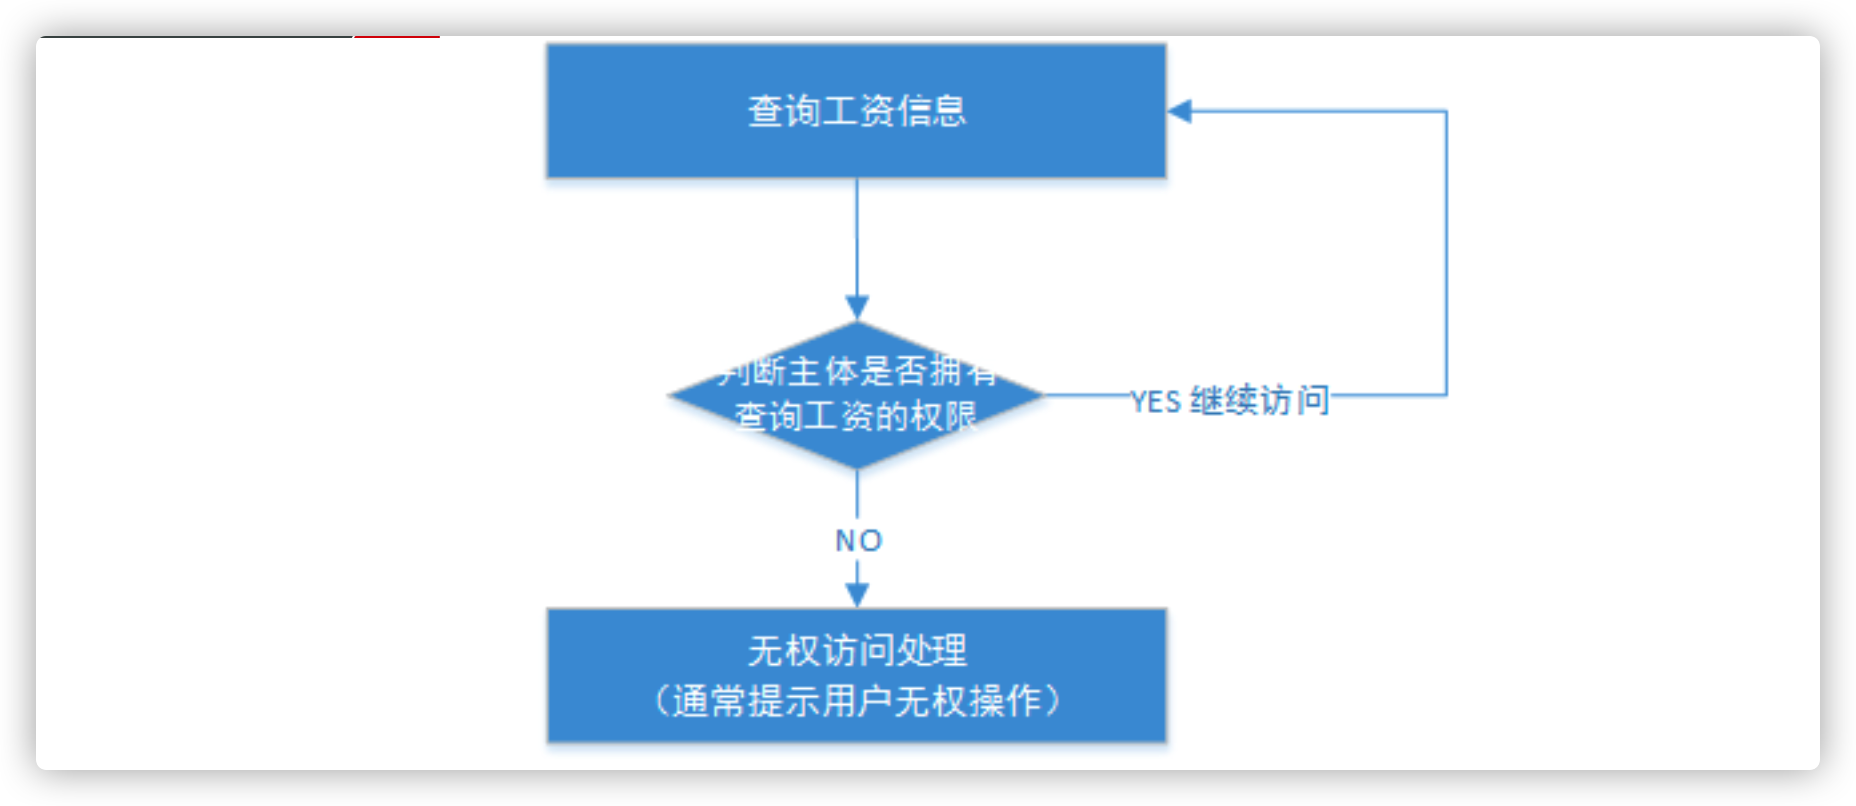 查询工资信息
判断主体是否拥有
查询工资的权限
YES 继续访问
NO
无权访问处理
（通常提示用户无权操作）